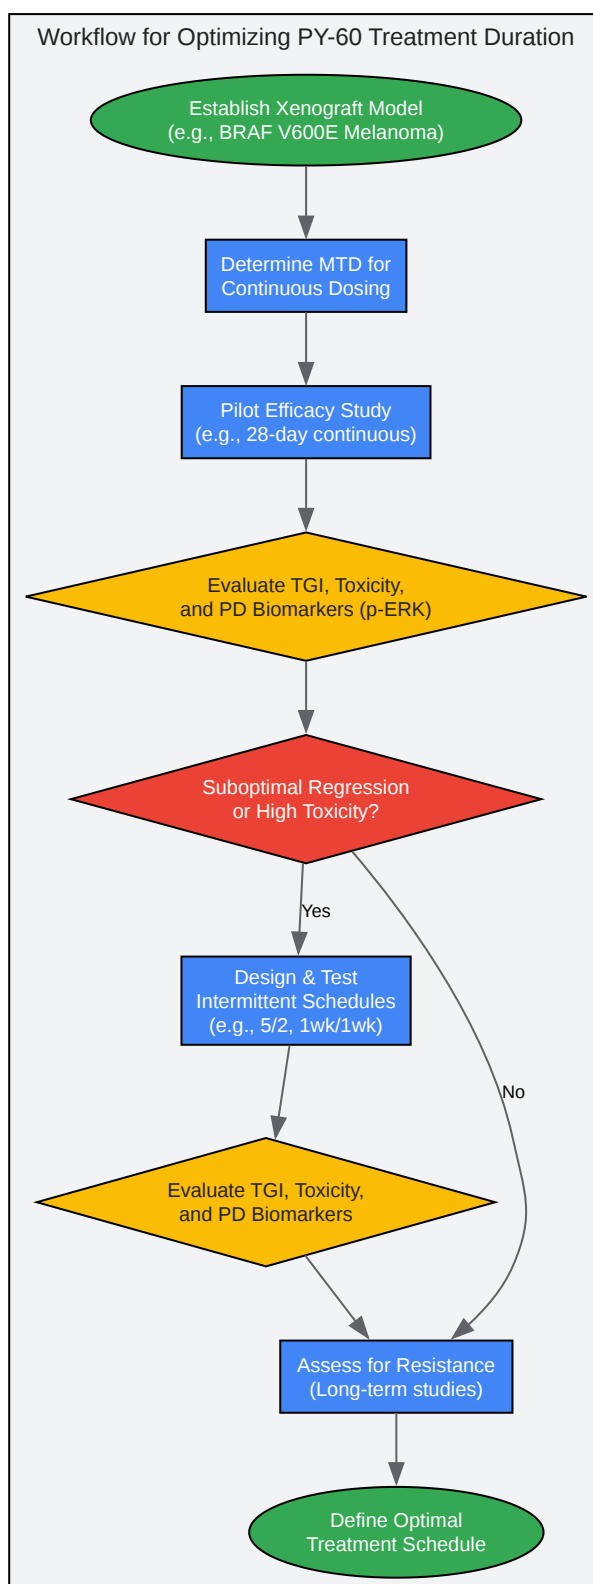 Workflow for Optimizing PY-60 Treatment Duration
Establish Xenograft Model
(e.g., BRAF V600E Melanoma)
Determine MTD for
Continuous Dosing
Pilot Efficacy Study
(e.g., 28-day continuous)
Evaluate TGI, Toxicity,
and PD Biomarkers (p-ERK)
Suboptimal Regression
or High Toxicity?
Yes
Design & Test
Intermittent Schedules
(e.g., 5/2, 1wk/1wk)
No
Evaluate TGI, Toxicity,
and PD Biomarkers
Assess for Resistance
(Long-term studies)
Define Optimal
Treatment Schedule